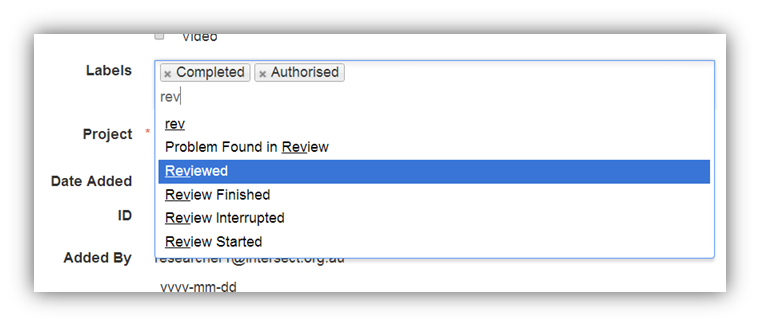 Video
Labels
× Completed × Authorised
rev
rev
Project *
Problem Found in Review
Reviewed
Date Added
Review Finished
ID
Review Interrupted
Review Started
Added By
researcher1@intersect.org.au
yyyy-mm-dd